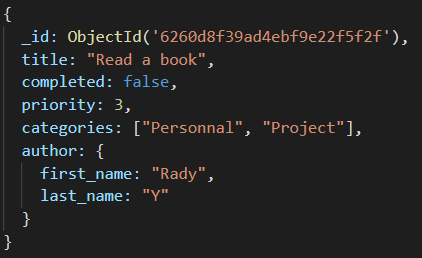 {
  _id: ObjectId('6260d8f39ad4ebf9e22f5f2f'),
  title: "Read a book",
  completed: false,
  priority: 3,
  categories: ["Personnal", "Project"],
  author: {
    first_name: "Rady",
    last_name: "Y"
  }
}